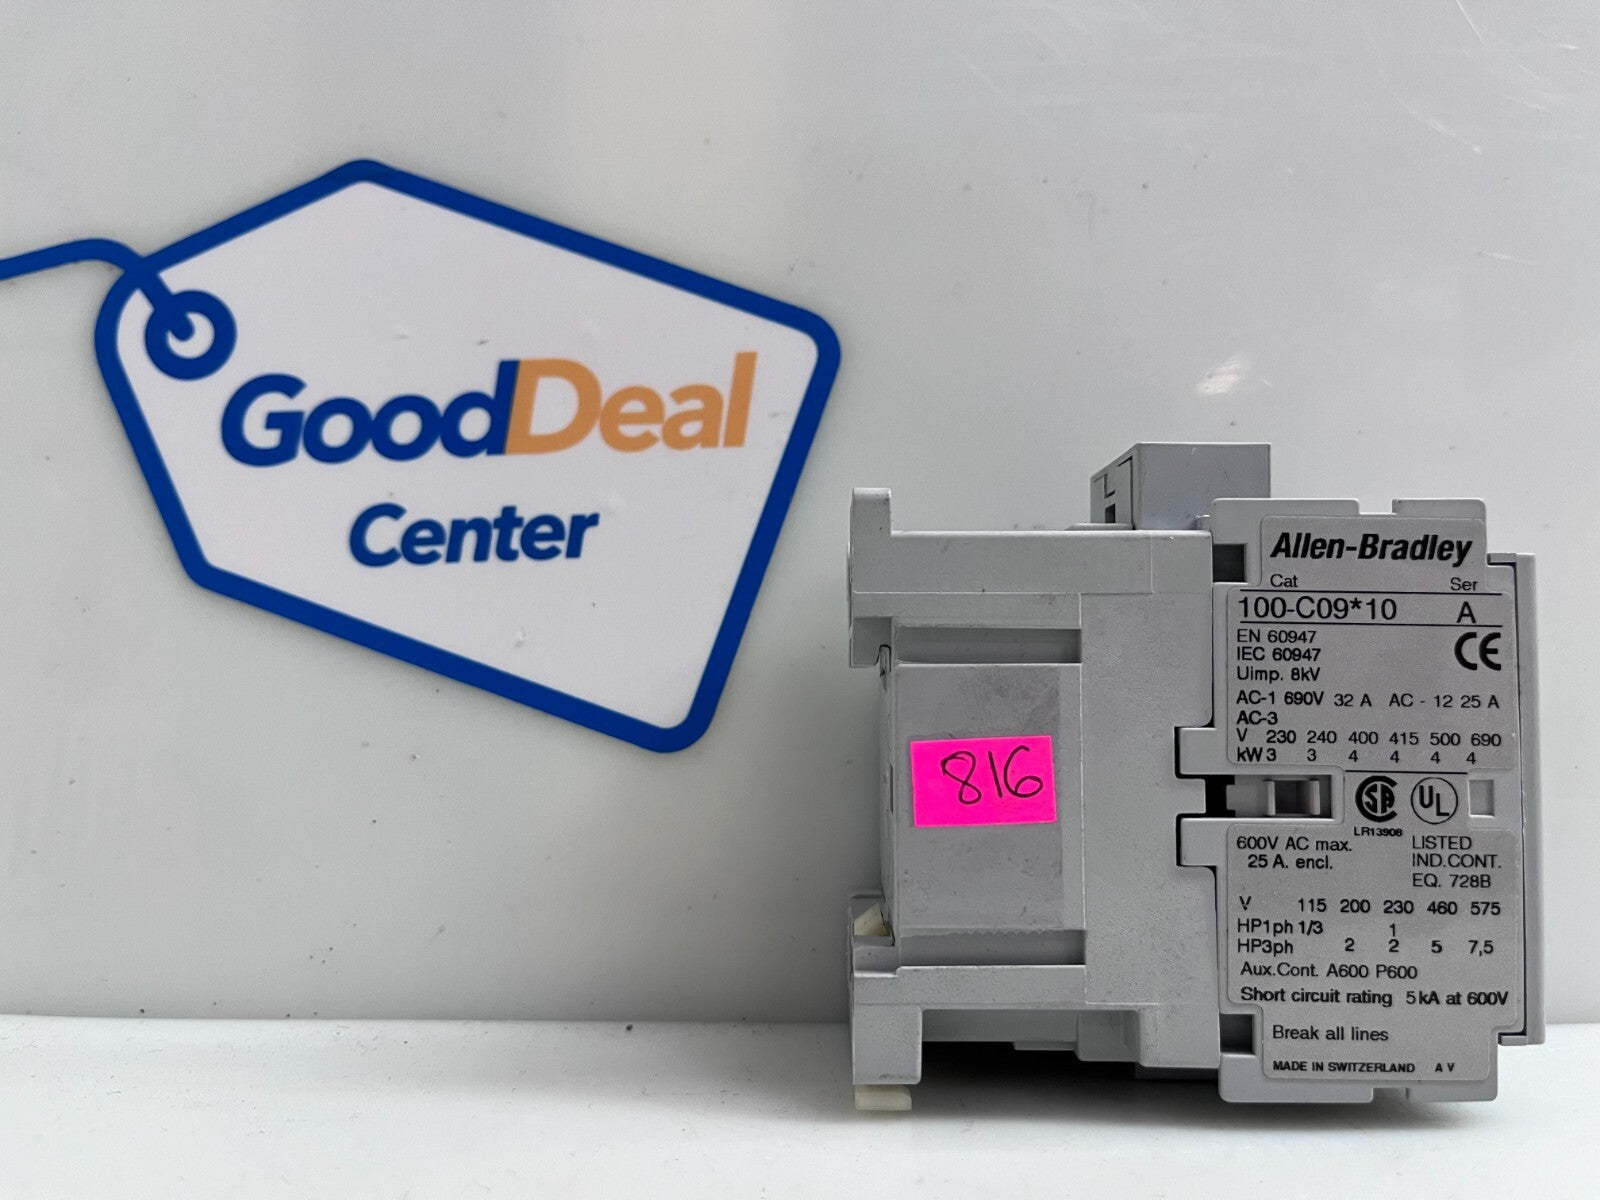 GoodDeal
Center
816
L
Allen-Bradley
Cat Ser
100-C09*10 A
EN 60947
IEC 60947
CE
Uimp. 8kV
AC-1 690V 32 A AC - 12 25 A
AC-3
V 230 240 400 415 500 690
kW 3 3 4 4 4 4
SA UL
LR13908
600V AC max. LISTED
25 A. encl. IND.CONT.
EQ. 728B
V 115 200 230 460 575
HP1ph 1/3 1
HP3ph 2 2 5 7,5
Aux.Cont. A600 P600
Short circuit rating 5kA at 600V
Break all lines
MADE IN SWITZERLAND A V